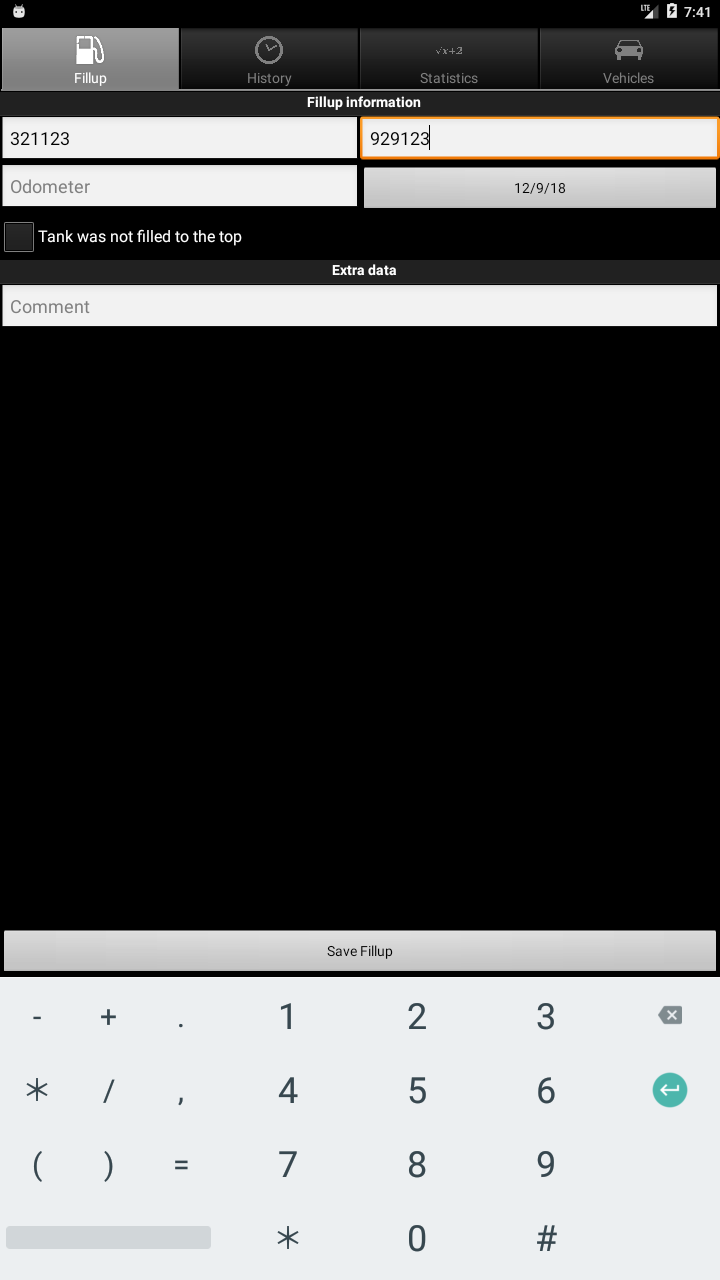 LTE 7:41
Fillup History √x+2 Statistics Vehicles
Fillup information
321123 929123
Odometer 12/9/18
Tank was not filled to the top
Extra data
Comment
Save Fillup
- + . 1 2 3
* / , 4 5 6
( ) = 7 8 9
* 0 #